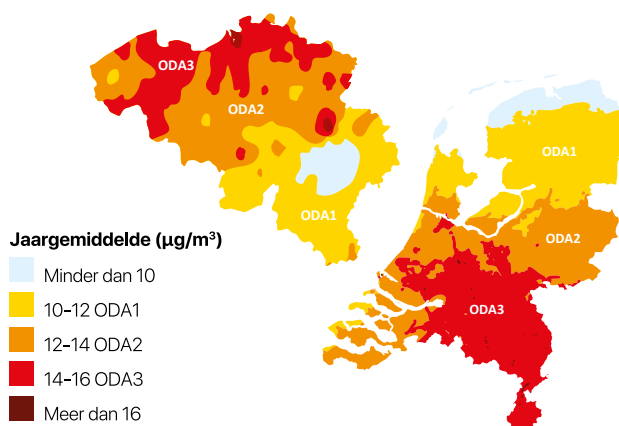 ODA3
ODA2
ODA1
ODA1
ODA2
ODA3
Jaargemiddelde (µg/m³)
Minder dan 10
10–12 ODA1
12–14 ODA2
14–16 ODA3
Meer dan 16